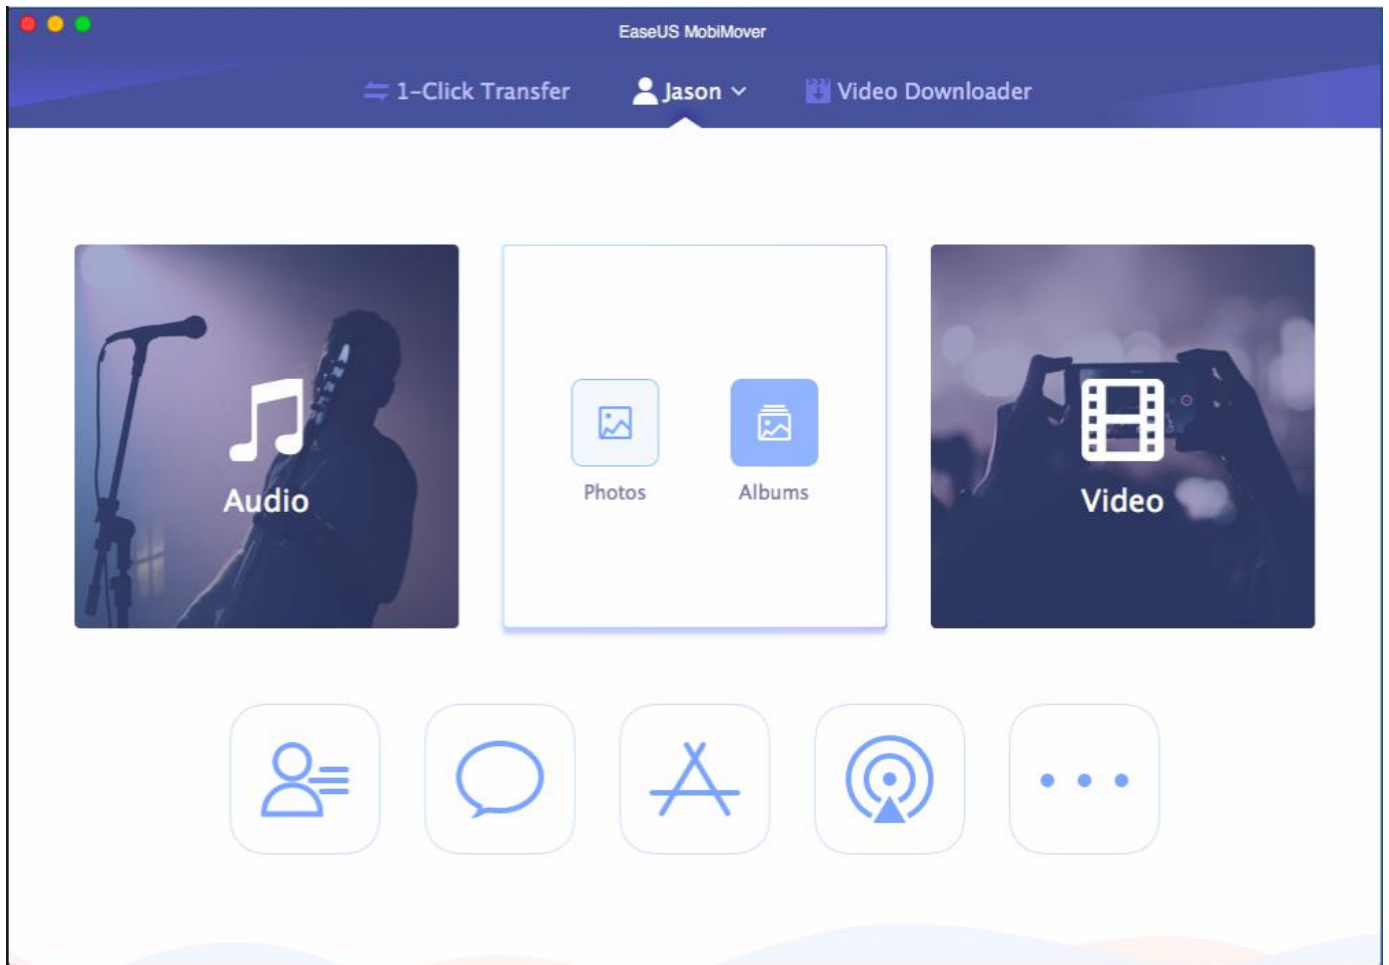 EaseUS MobiMover
1-Click Transfer
Jason
Video Downloader
Audio
Photos
Albums
Video